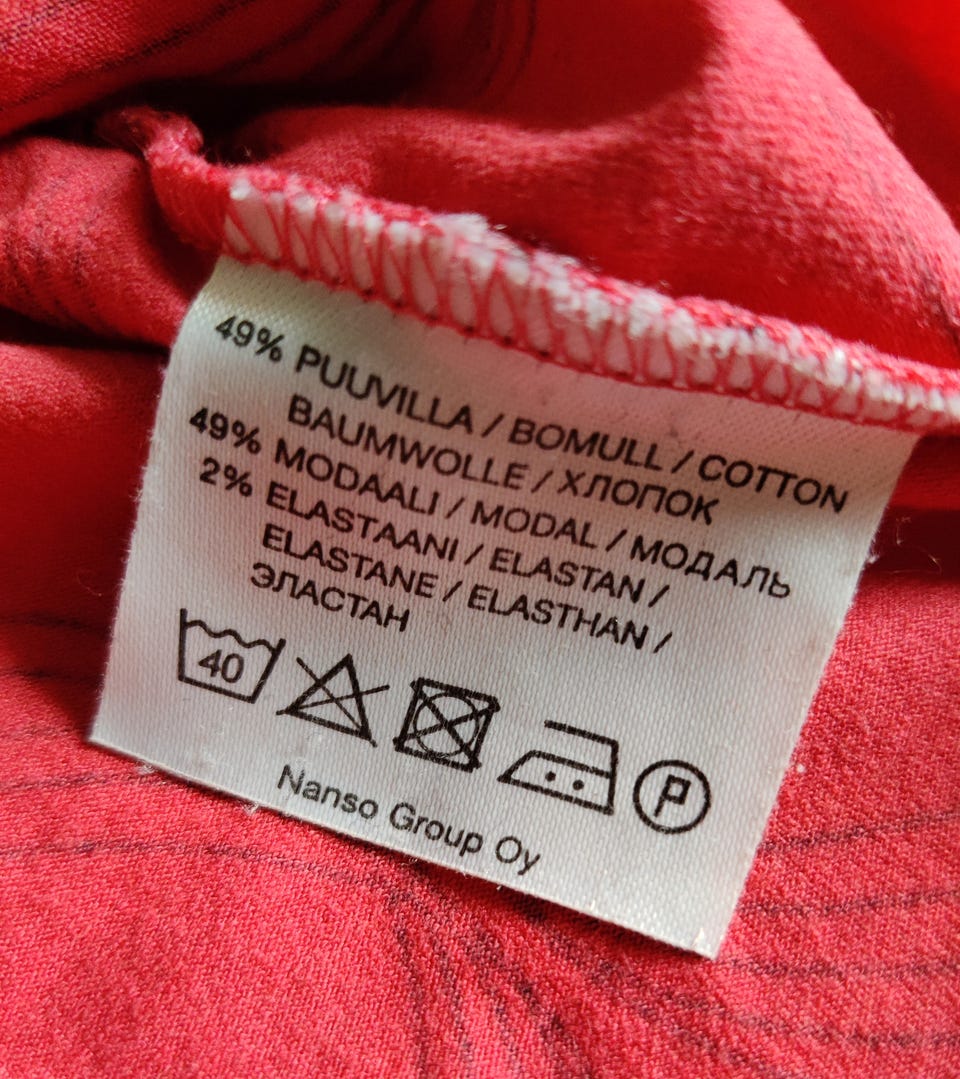 49% PUUVILLA / BOMULL / COTTON
BAUMWOLLE / ХЛОПОК
49% MODAALI / MODAL / МОДАЛЬ
2% ELASTAANI / ELASTAN /
ELASTANE / ELASTHAN /
ЭЛАСТАН
40 P
Nanso Group Oy